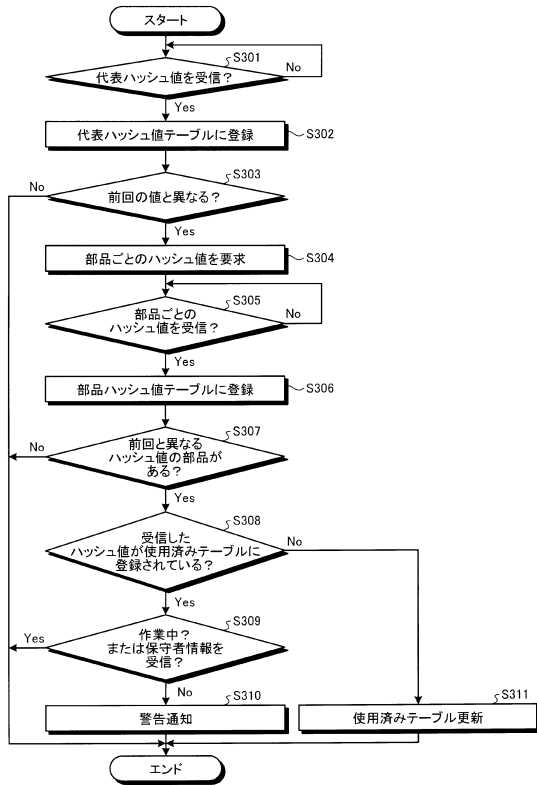 スタート
S301
代表ハッシュ値を受信？
No
Yes
代表ハッシュ値テーブルに登録
S302
S303
No
前回の値と異なる？
Yes
部品ごとのハッシュ値を要求
S304
S305
部品ごとの
ハッシュ値を受信？
No
Yes
部品ハッシュ値テーブルに登録
S306
S307
No
前回と異なる
ハッシュ値の部品が
ある？
Yes
S308
受信した
ハッシュ値が使用済みテーブルに
登録されている？
No
Yes
S309
Yes
作業中？
または保守者情報を
受信？
No
S310
警告通知
S311
使用済みテーブル更新
エンド